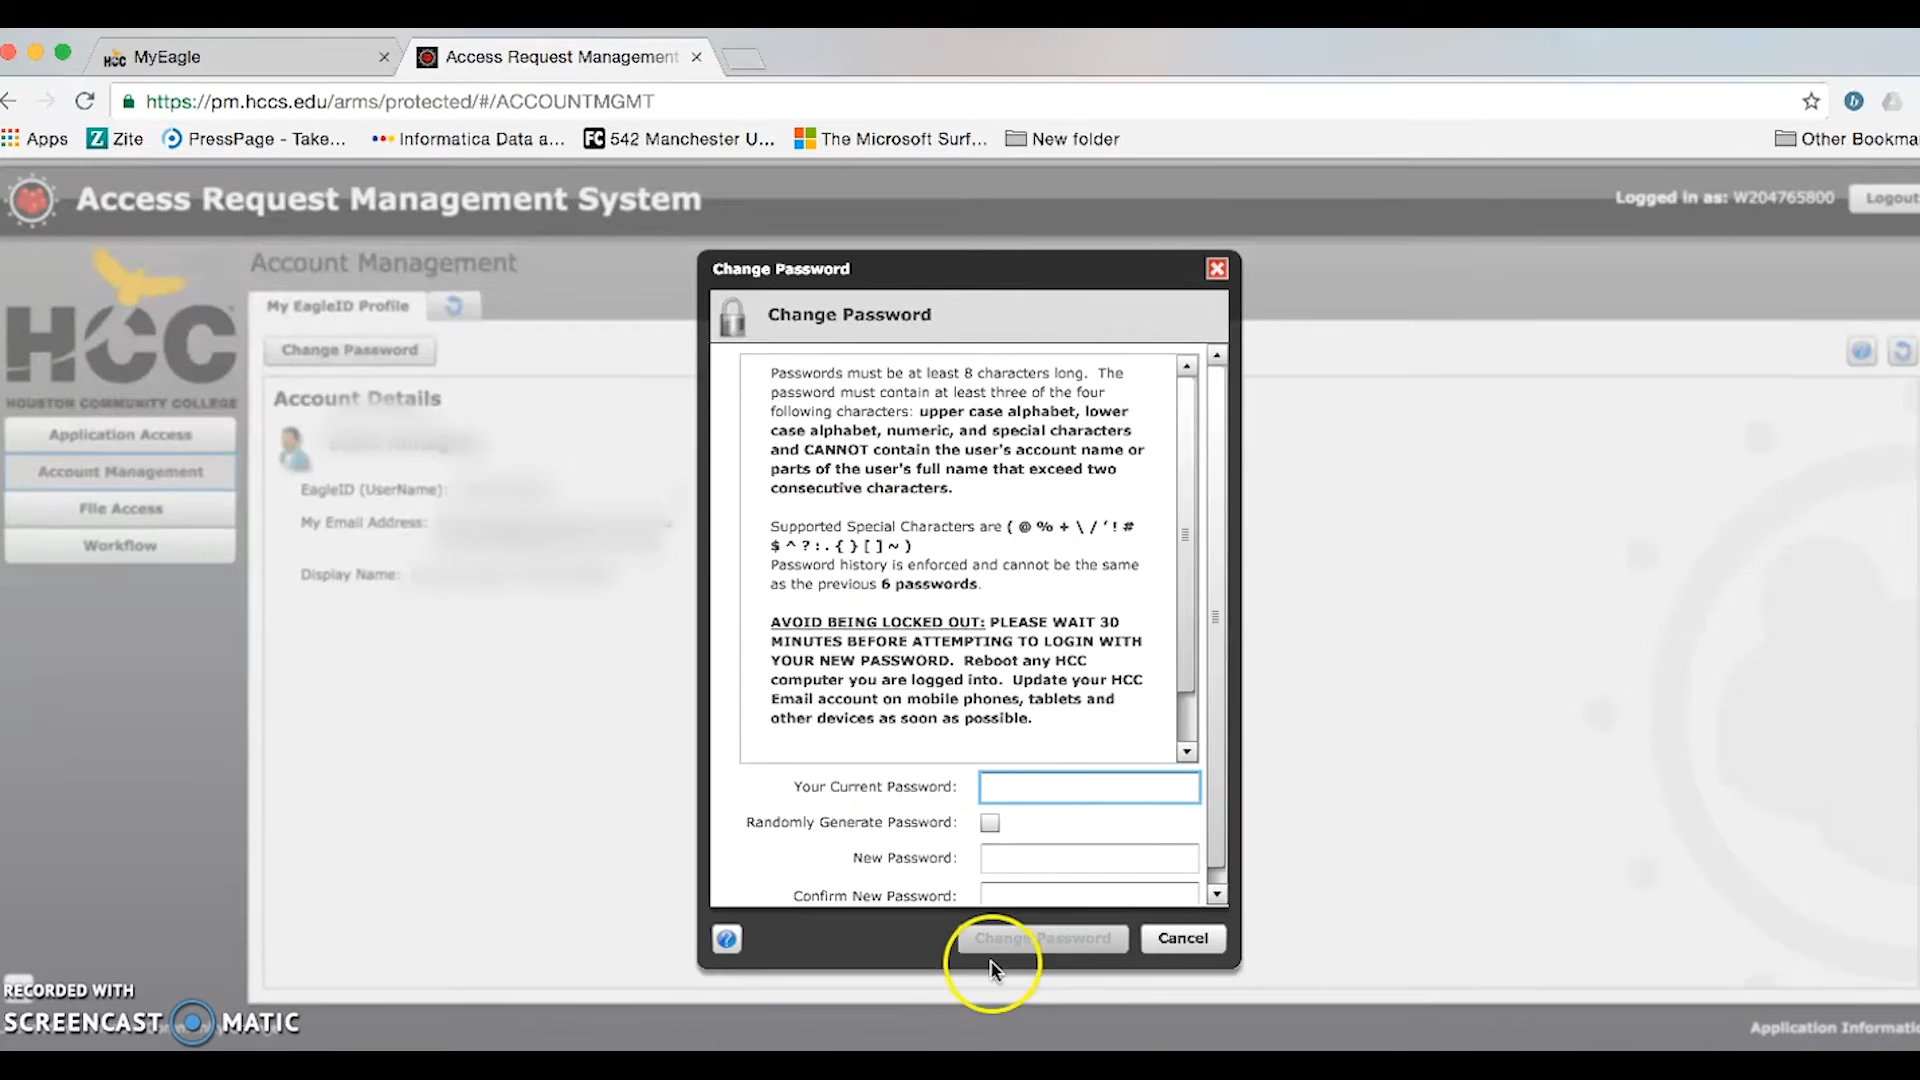 HCC MyEagle
Access Request Management
https://pm.hccs.edu/arms/protected/#/ACCOUNTMGMT
Apps Z Zite PressPage - Take... Informatica Data a... FC 542 Manchester U... The Microsoft Surf... New folder Other Bookma
Access Request Management System
Logged in as: W204765800 Logout
HCC
HOUSTON COMMUNITY COLLEGE
Application Access
Account Management
File Access
Workflow
Account Management
My EagleID Profile
Change Password
Account Details
EagleID (UserName):
My Email Address:
Display Name:
Change Password
Change Password
Passwords must be at least 8 characters long. The
password must contain at least three of the four
following characters: upper case alphabet, lower
case alphabet, numeric, and special characters
and CANNOT contain the user's account name or
parts of the user's full name that exceed two
consecutive characters.
Supported Special Characters are ( @ % + \ / ' ! #
$ ^ ? : . { } [ ] ~ )
Password history is enforced and cannot be the same
as the previous 6 passwords.
AVOID BEING LOCKED OUT: PLEASE WAIT 30
MINUTES BEFORE ATTEMPTING TO LOGIN WITH
YOUR NEW PASSWORD. Reboot any HCC
computer you are logged into. Update your HCC
Email account on mobile phones, tablets and
other devices as soon as possible.
Your Current Password:
Randomly Generate Password:
New Password:
Confirm New Password:
? Change Password Cancel
RECORDED WITH
SCREENCAST MATIC
Application Informati